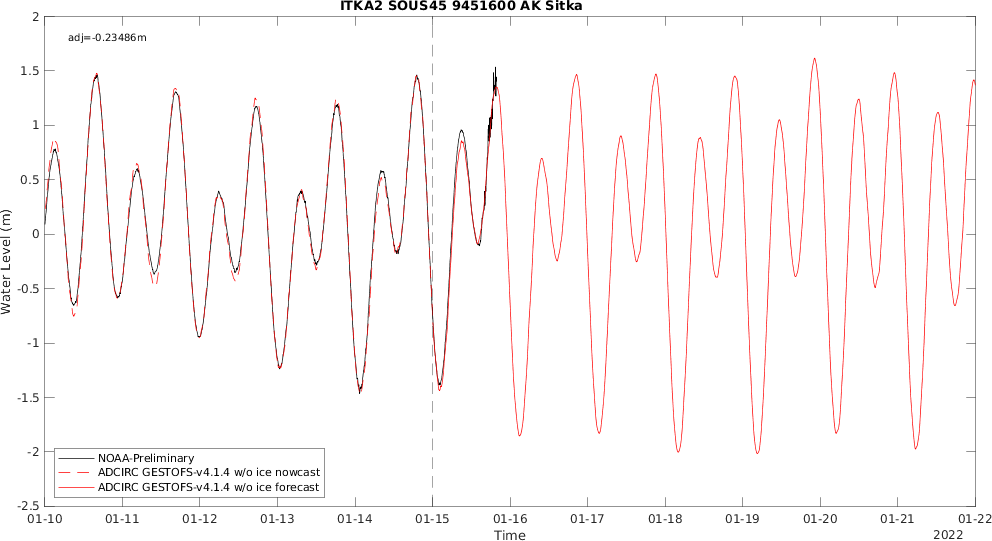 ITKA2 SOUS45 9451600 AK Sitka
adj=-0.23486m
Water Level (m)
2
1.5
1
0.5
0
-0.5
-1
-1.5
-2
-2.5
NOAA-Preliminary
ADCIRC GESTOFS-v4.1.4 w/o ice nowcast
ADCIRC GESTOFS-v4.1.4 w/o ice forecast
01-10 01-11 01-12 01-13 01-14 01-15 01-16 01-17 01-18 01-19 01-20 01-21 01-22
Time
2022